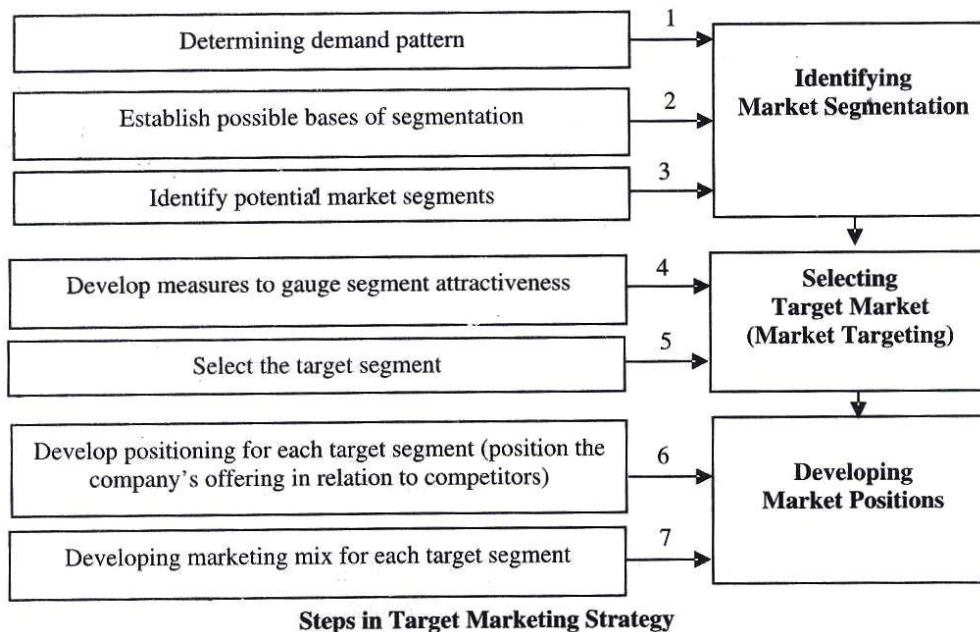 Determining demand pattern
1
Establish possible bases of segmentation
2
Identify potential market segments
3
Identifying
Market Segmentation
Develop measures to gauge segment attractiveness
4
Select the target segment
5
Selecting
Target Market
(Market Targeting)
Develop positioning for each target segment (position the
company's offering in relation to competitors)
6
Developing marketing mix for each target segment
7
Developing
Market Positions
Steps in Target Marketing Strategy